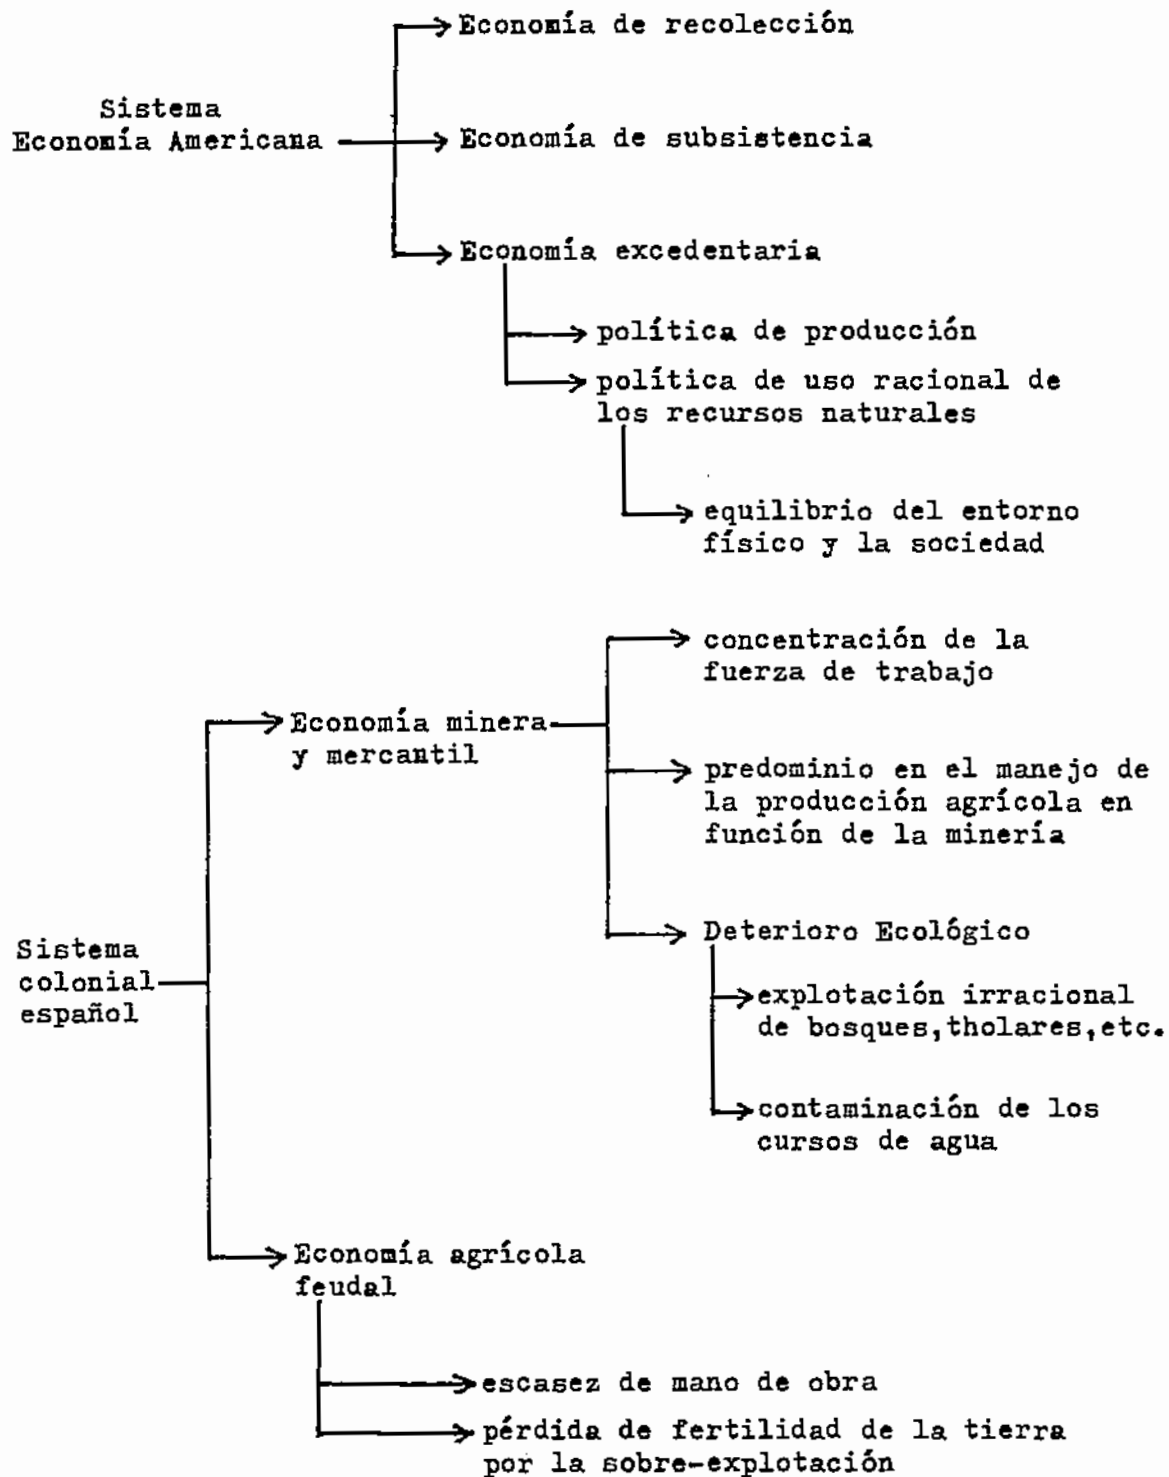 Economía de recolección
Sistema
Economía Americana
Economía de subsistencia
Economía excedentaria
política de producción
política de uso racional de
los recursos naturales
equilibrio del entorno
físico y la sociedad
concentración de la
fuerza de trabajo
Economía minera
y mercantil
predominio en el manejo de
la producción agrícola en
función de la minería
Sistema
colonial
español
Deterioro Ecológico
explotación irracional
de bosques,tholares,etc.
contaminación de los
cursos de agua
Economía agrícola
feudal
escasez de mano de obra
pérdida de fertilidad de la tierra
por la sobre-explotación